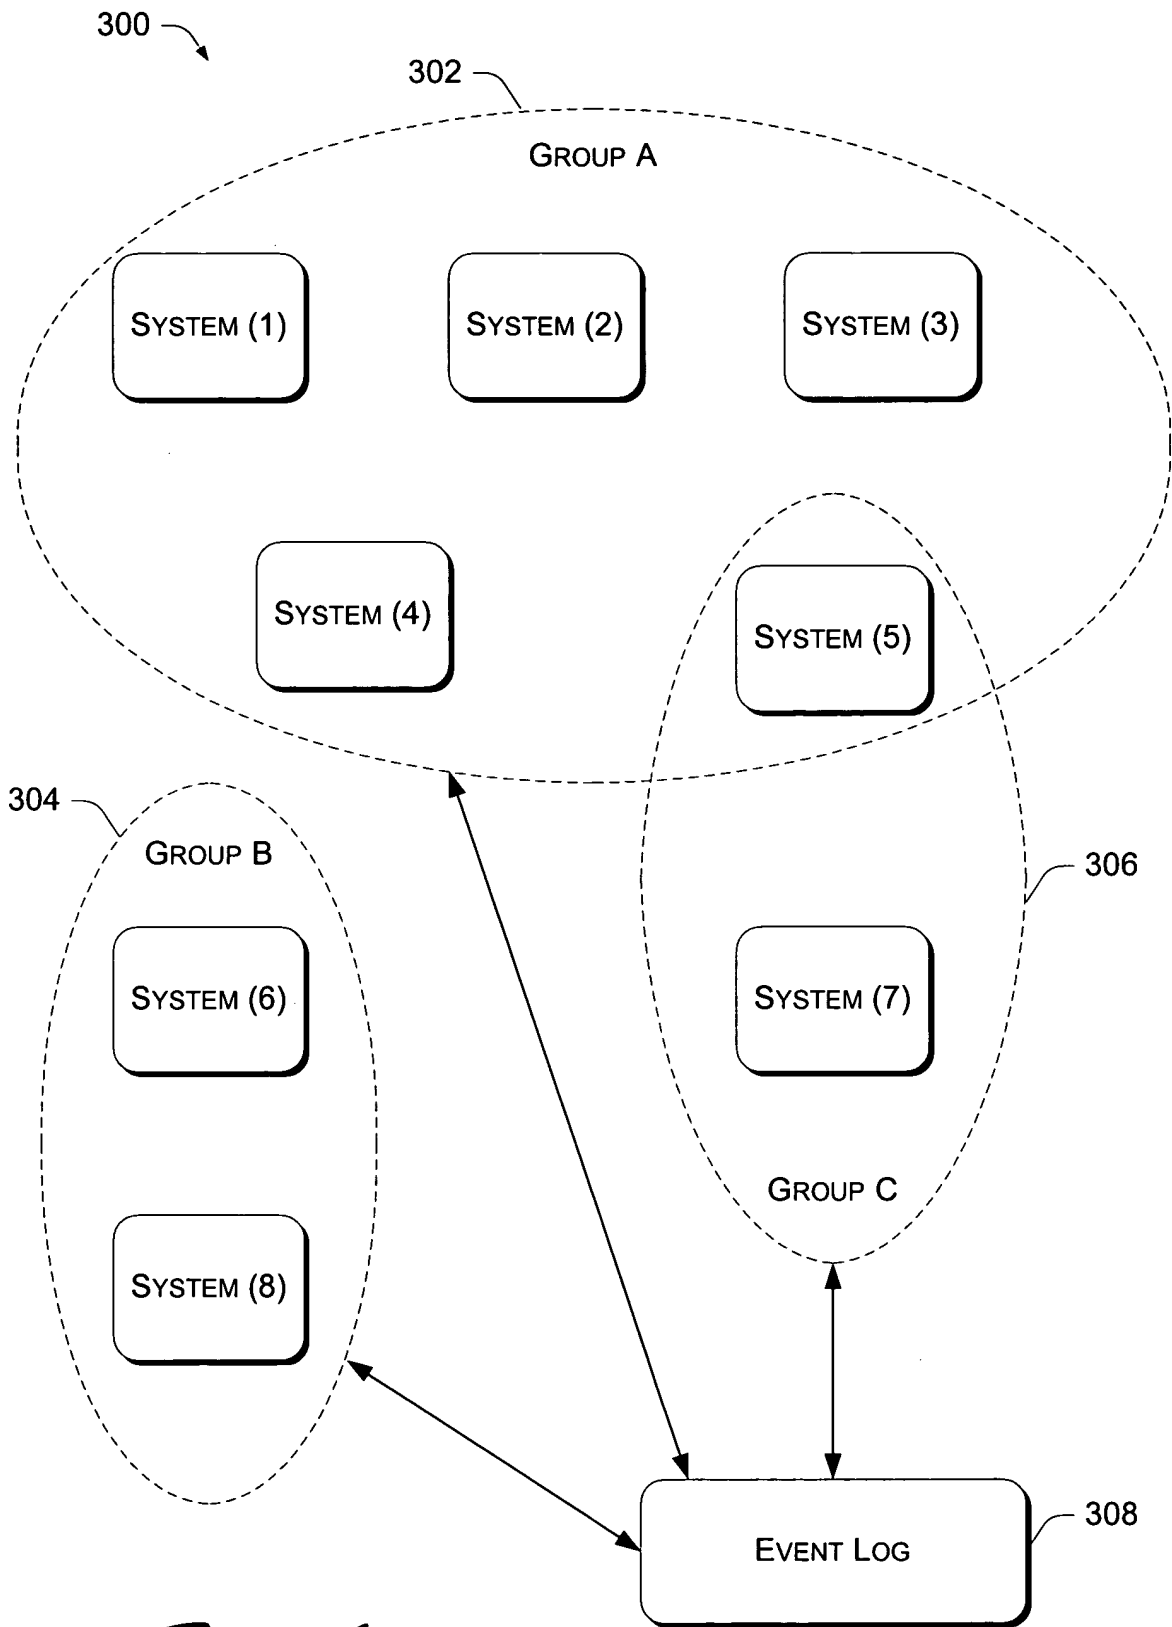 300
302
GROUP A
SYSTEM (1)
SYSTEM (2)
SYSTEM (3)
SYSTEM (4)
SYSTEM (5)
304
GROUP B
306
SYSTEM (6)
SYSTEM (7)
GROUP C
SYSTEM (8)
308
EVENT LOG